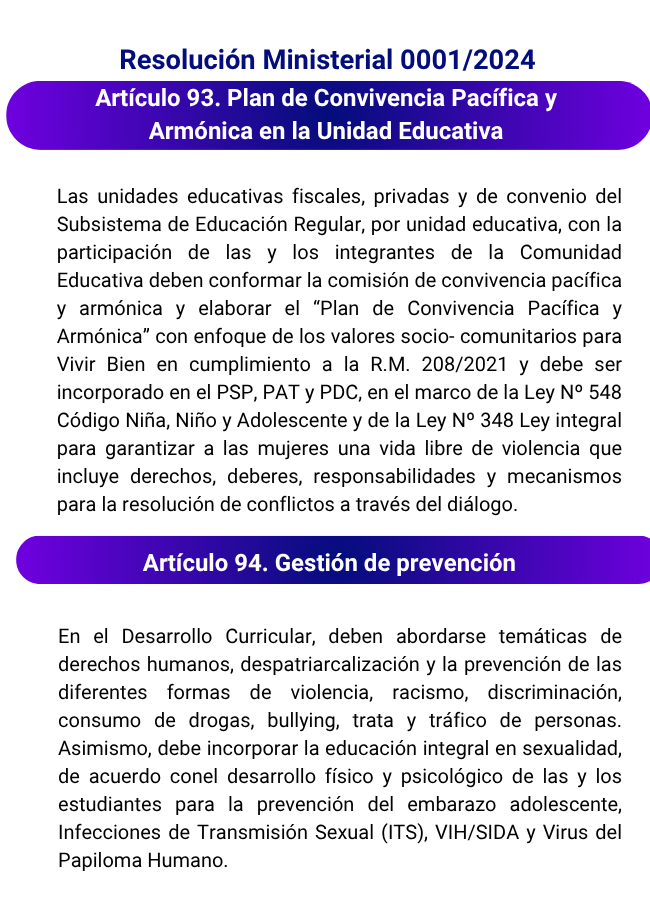 Resolución Ministerial 0001/2024
Artículo 93. Plan de Convivencia Pacífica y
Armónica en la Unidad Educativa
Las unidades educativas fiscales, privadas y de convenio del
Subsistema de Educación Regular, por unidad educativa, con la
participación de las y los integrantes de la Comunidad
Educativa deben conformar la comisión de convivencia pacífica
y armónica y elaborar el “Plan de Convivencia Pacífica y
Armónica” con enfoque de los valores socio- comunitarios para
Vivir Bien en cumplimiento a la R.M. 208/2021 y debe ser
incorporado en el PSP, PAT y PDC, en el marco de la Ley Nº 548
Código Niña, Niño y Adolescente y de la Ley Nº 348 Ley integral
para garantizar a las mujeres una vida libre de violencia que
incluye derechos, deberes, responsabilidades y mecanismos
para la resolución de conflictos a través del diálogo.
Artículo 94. Gestión de prevención
En el Desarrollo Curricular, deben abordarse temáticas de
derechos humanos, despatriarcalización y la prevención de las
diferentes formas de violencia, racismo, discriminación,
consumo de drogas, bullying, trata y tráfico de personas.
Asimismo, debe incorporar la educación integral en sexualidad,
de acuerdo conel desarrollo físico y psicológico de las y los
estudiantes para la prevención del embarazo adolescente,
Infecciones de Transmisión Sexual (ITS), VIH/SIDA y Virus del
Papiloma Humano.